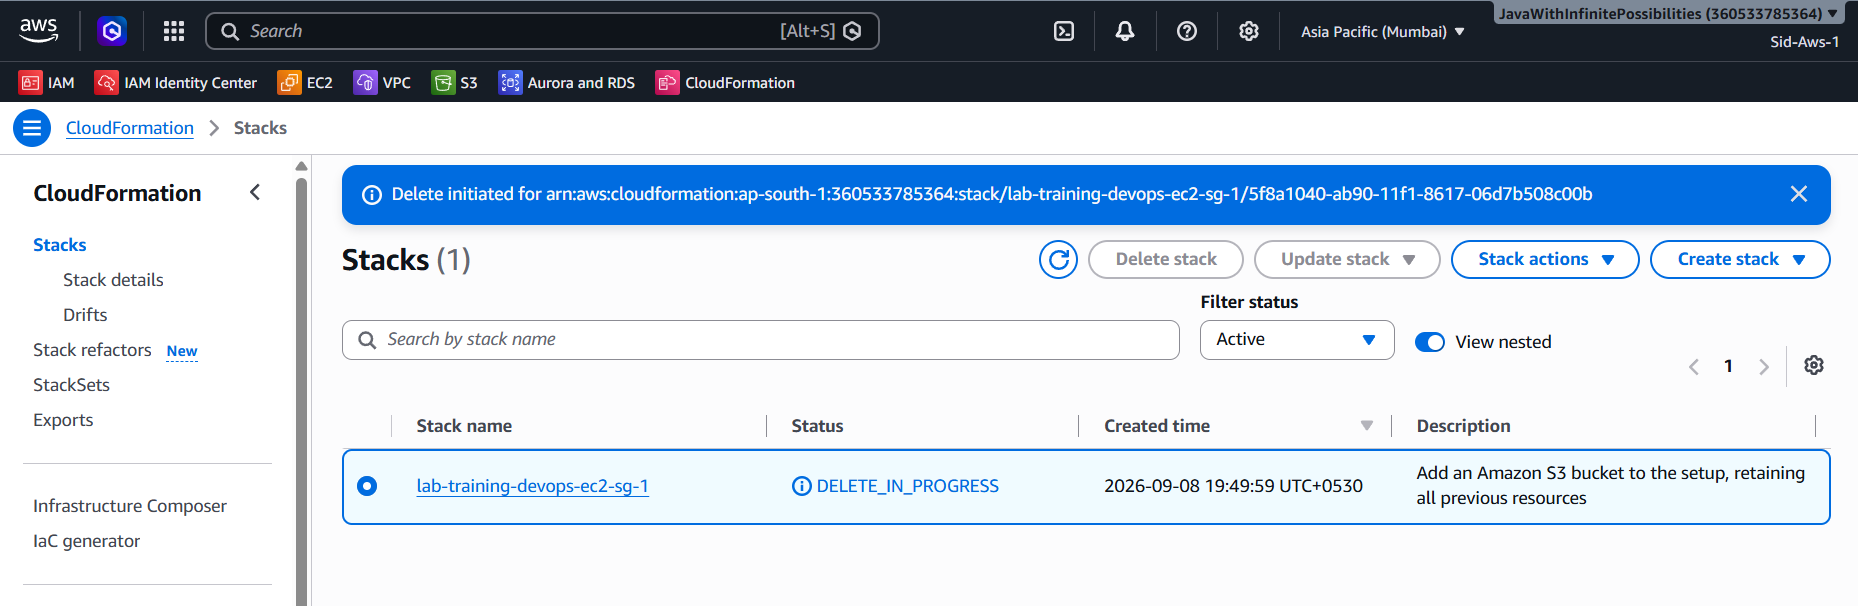 aws
Search
[Alt+S]
Asia Pacific (Mumbai)
JavaWithInfinitePossibilities (360533785364)
Sid-Aws-1
IAM
IAM Identity Center
EC2
VPC
S3
Aurora and RDS
CloudFormation
CloudFormation > Stacks
CloudFormation
Stacks
Stack details
Drifts
Stack refactors New
StackSets
Exports
Infrastructure Composer
IaC generator
Delete initiated for arn:aws:cloudformation:ap-south-1:360533785364:stack/lab-training-devops-ec2-sg-1/5f8a1040-ab90-11f1-8617-06d7b508c00b
Stacks (1)
Delete stack
Update stack
Stack actions
Create stack
Search by stack name
Filter status
Active
View nested
1
Stack name
Status
Created time
Description
lab-training-devops-ec2-sg-1
DELETE_IN_PROGRESS
2026-09-08 19:49:59 UTC+0530
Add an Amazon S3 bucket to the setup, retaining
all previous resources